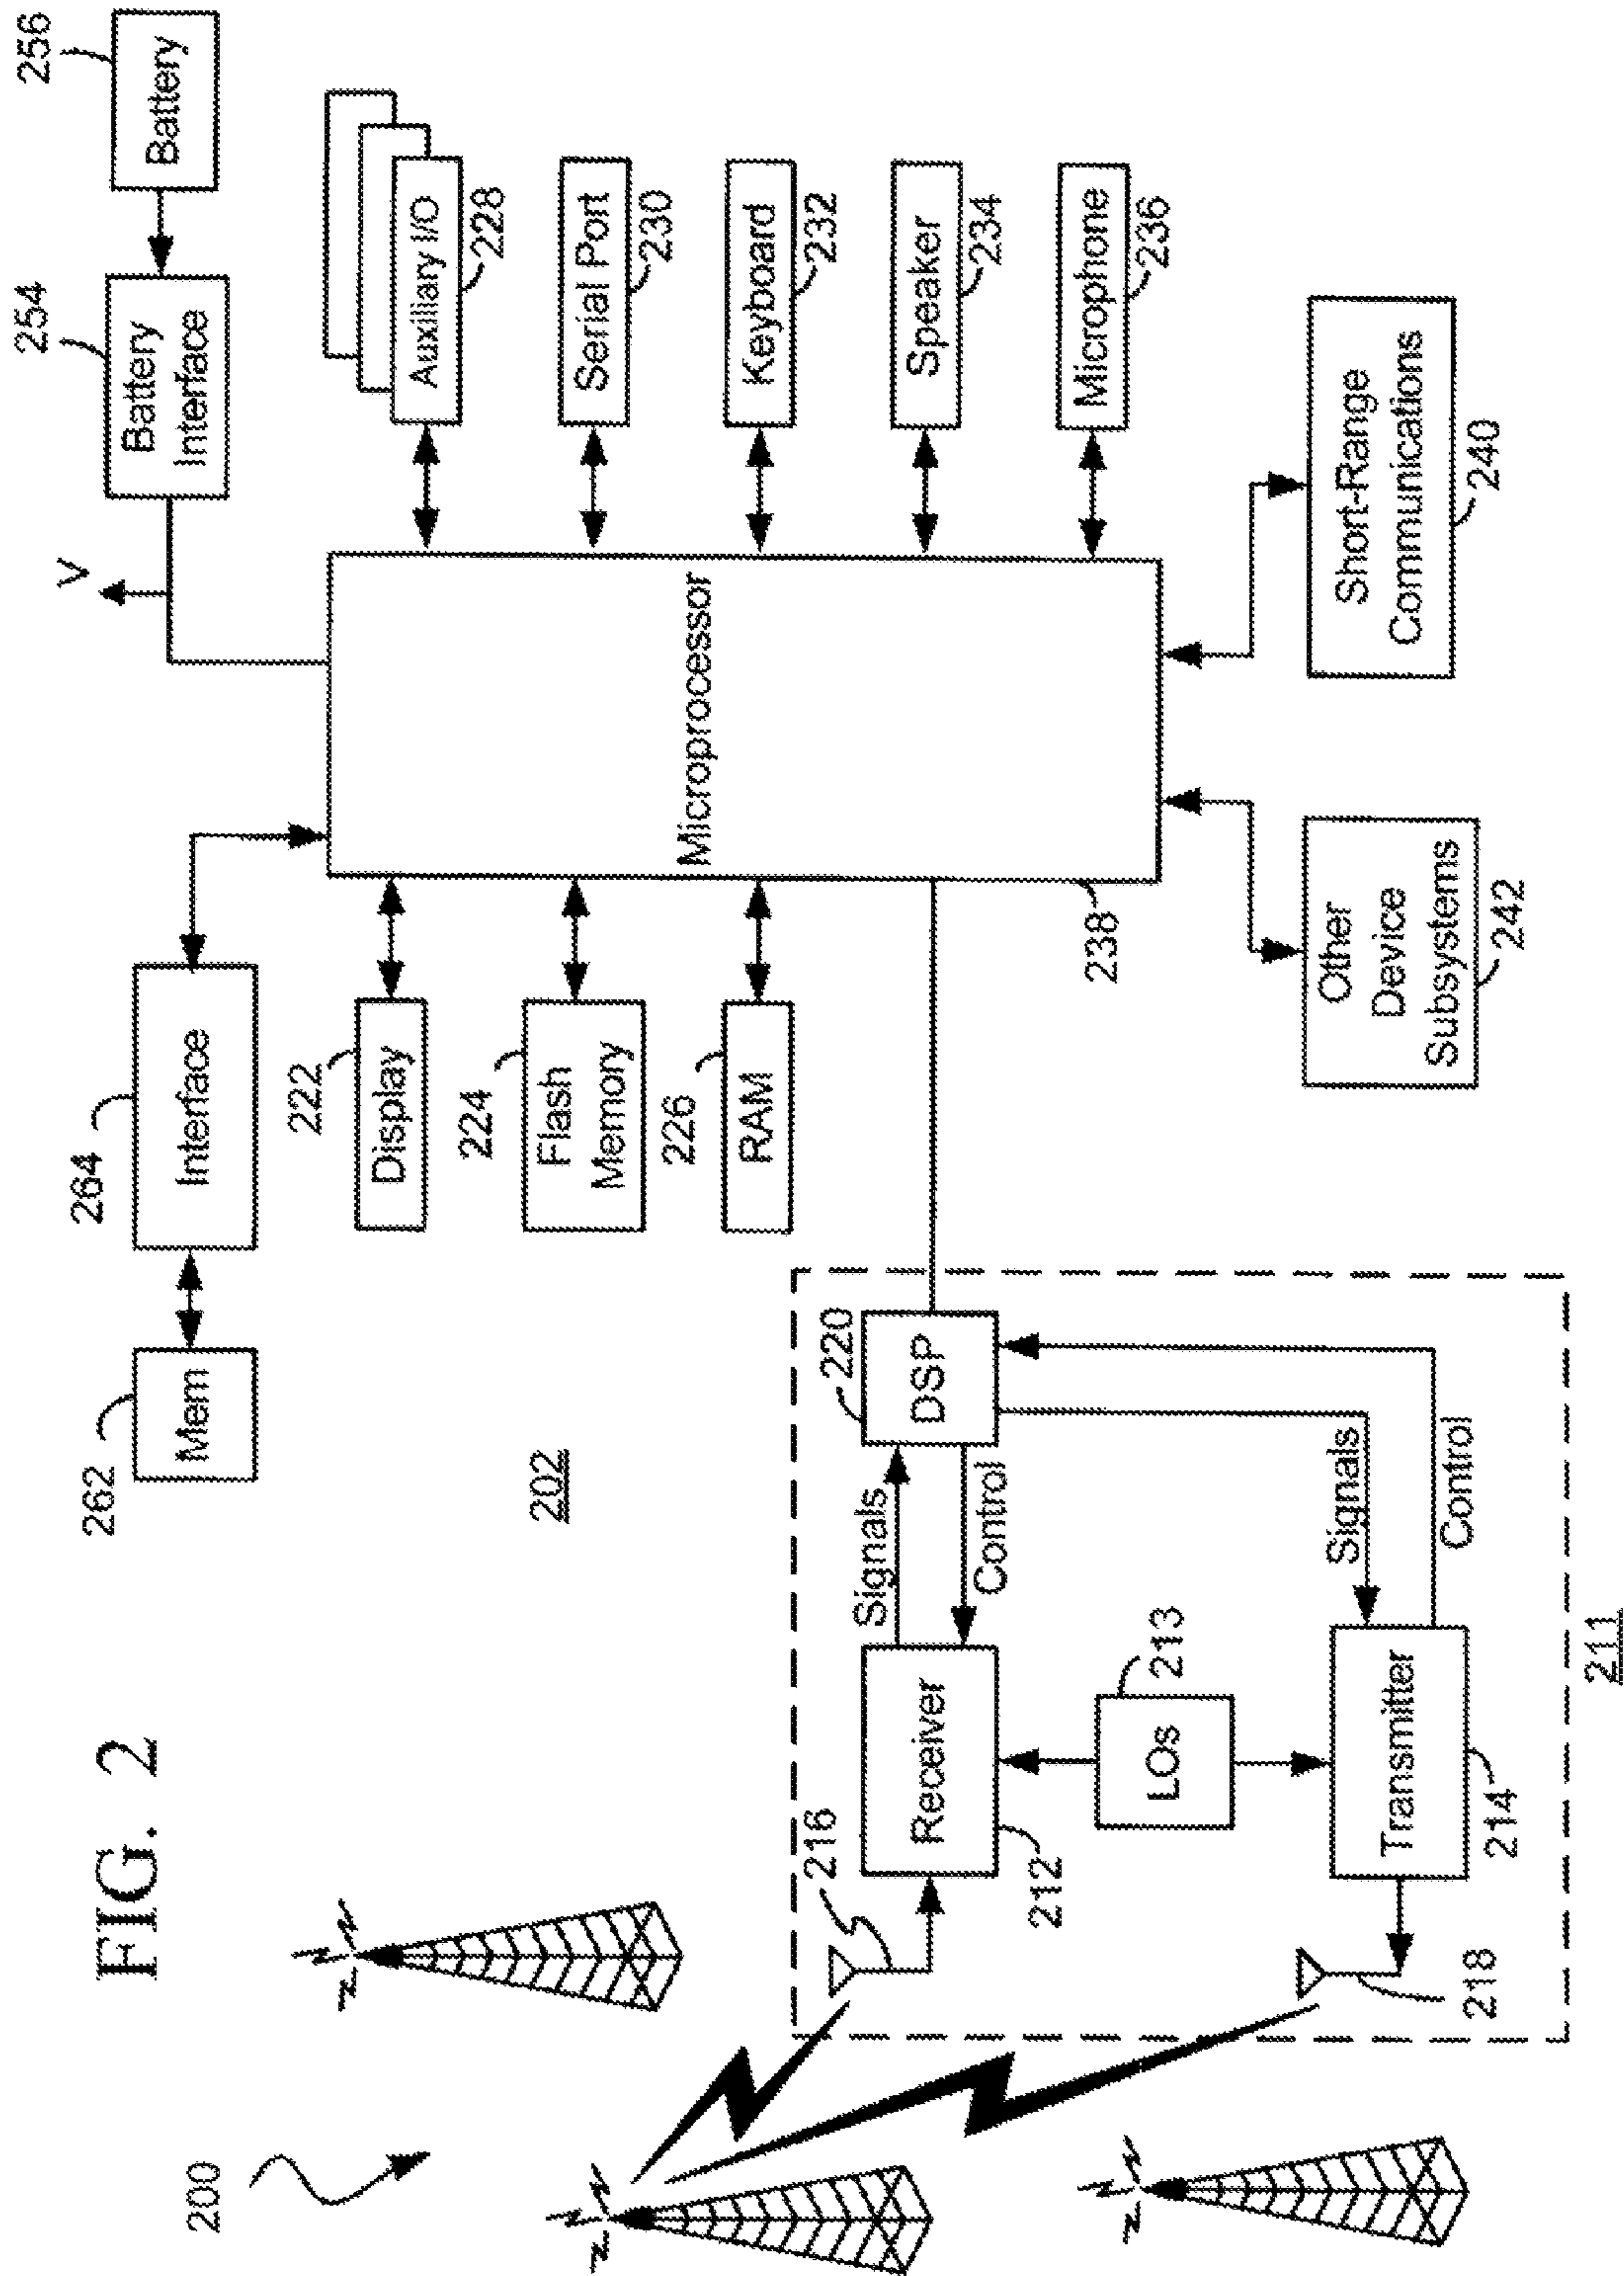 FIG. 2
200
202
262
Mem
264
Interface
254
Battery
Interface
256
Battery
V
222
Display
224
Flash
Memory
226
RAM
Microprocessor
238
Auxiliary I/O
228
Serial Port
230
Keyboard
232
Speaker
234
Microphone
236
Short-Range
Communications
240
Other
Device
Subsystems
242
216
Receiver
212
Signals
Control
220
DSP
LOs
213
Signals
Control
Transmitter
214
218
211